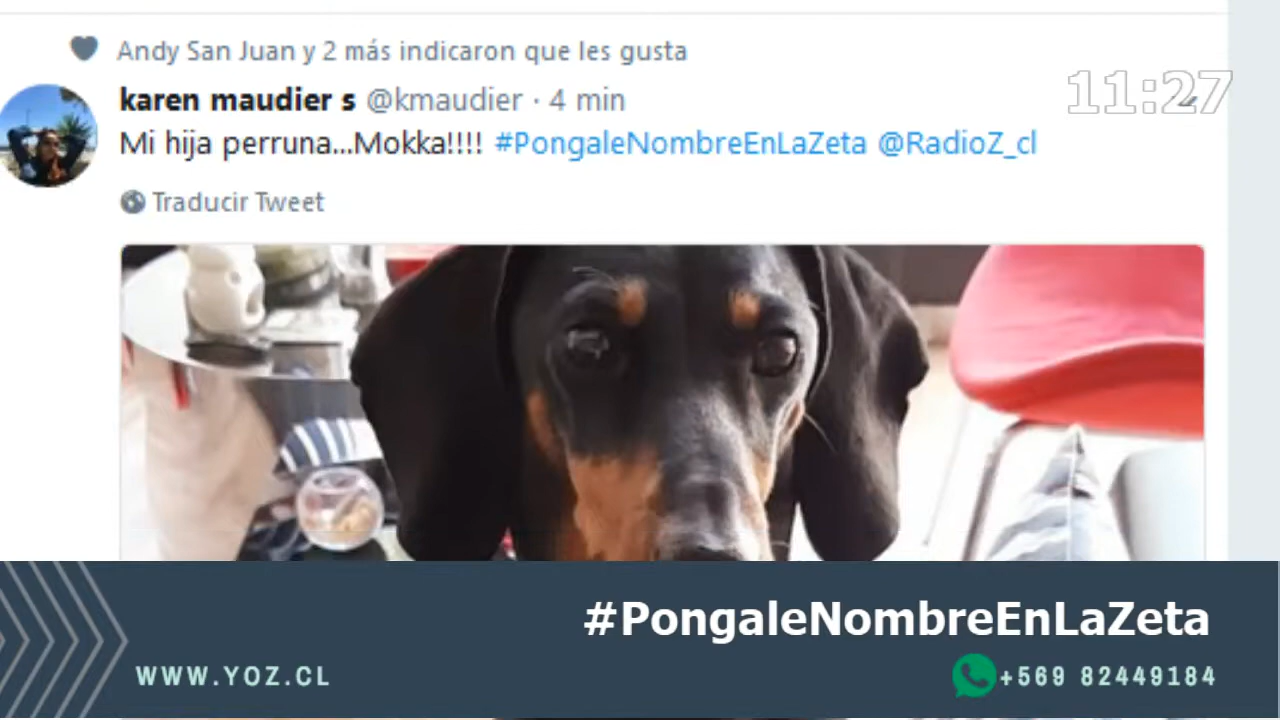 Andy San Juan y 2 más indicaron que les gusta
karen maudier s @kmaudier · 4 min
11:27
Mi hija perruna...Mokka!!!! #PongaleNombreEnLaZeta @RadioZ_cl
Traducir Tweet
#PongaleNombreEnLaZeta
WWW.YOZ.CL
+569 82449184